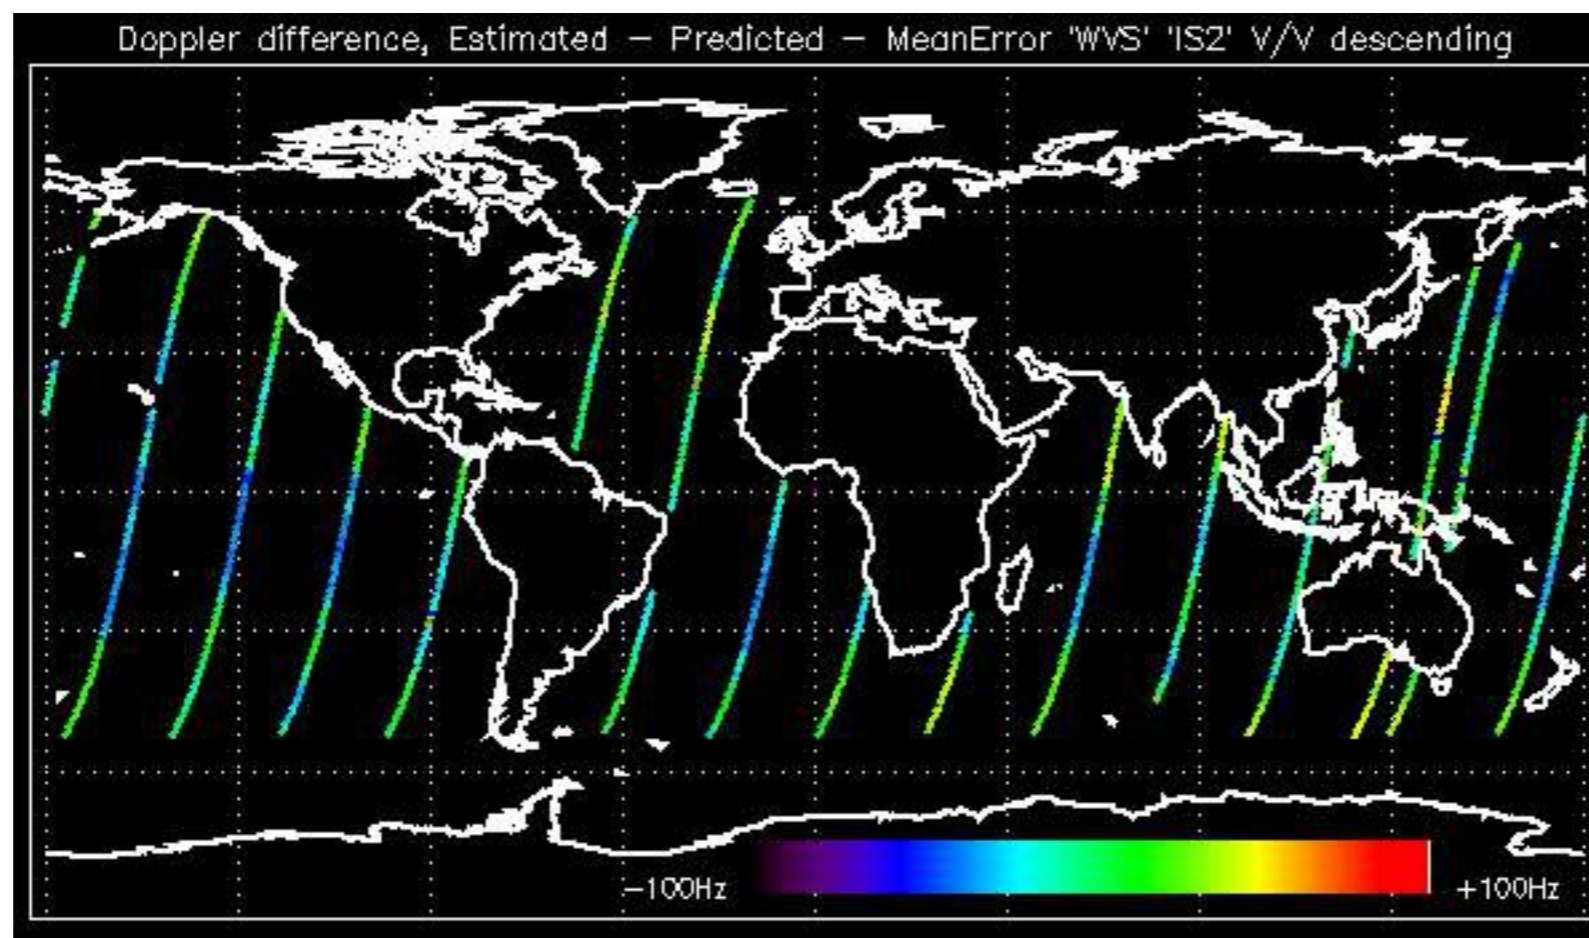 Doppler difference, Estimated − Predicted − MeanError 'WVS' 'IS2' V/V descending
−100Hz
+100Hz